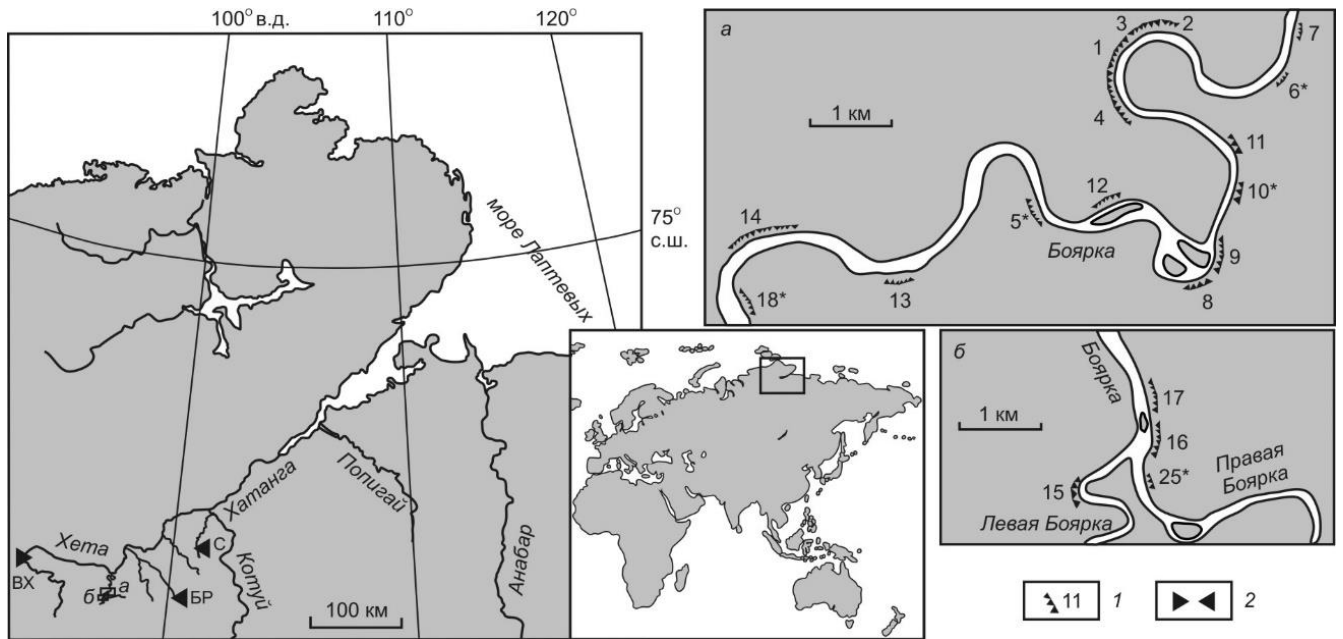 100° в.д.
110°
120°
75°
с.ш.
море Лаптевых
Хатанга
Попигай
Анабар
Хета
Котуй
ВХ
С
БР
а
б
100 км
а
3
2
7
1
6*
1 км
4
11
10*
12
14
5*
Боярка
9
8
13
18*
б
Боярка
1 км
17
16
25*
Правая
Боярка
15
Левая Боярка
11
1
2